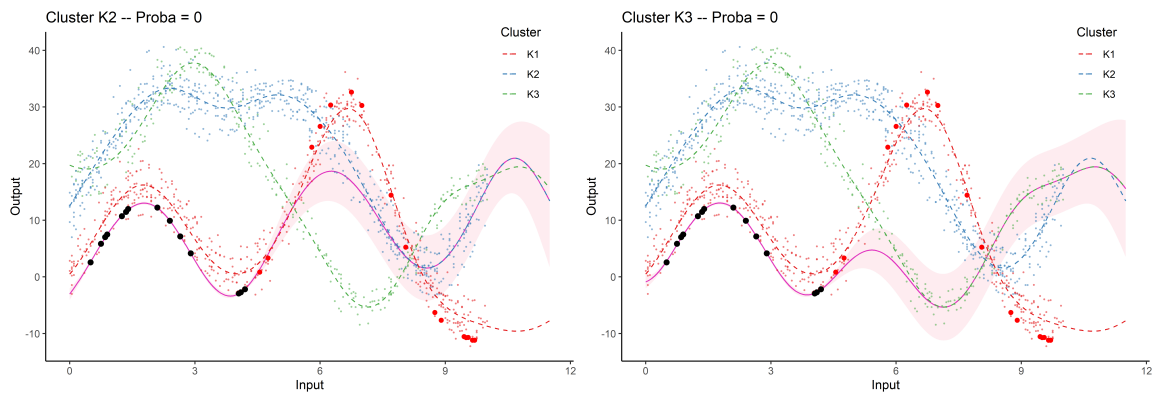 Cluster K2 -- Proba = 0
Cluster
K1
K2
K3
40
30
20
10
0
-10
Output
0
3
6
9
12
Input
Cluster K3 -- Proba = 0
Cluster
K1
K2
K3
40
30
20
10
0
-10
Output
0
3
6
9
12
Input